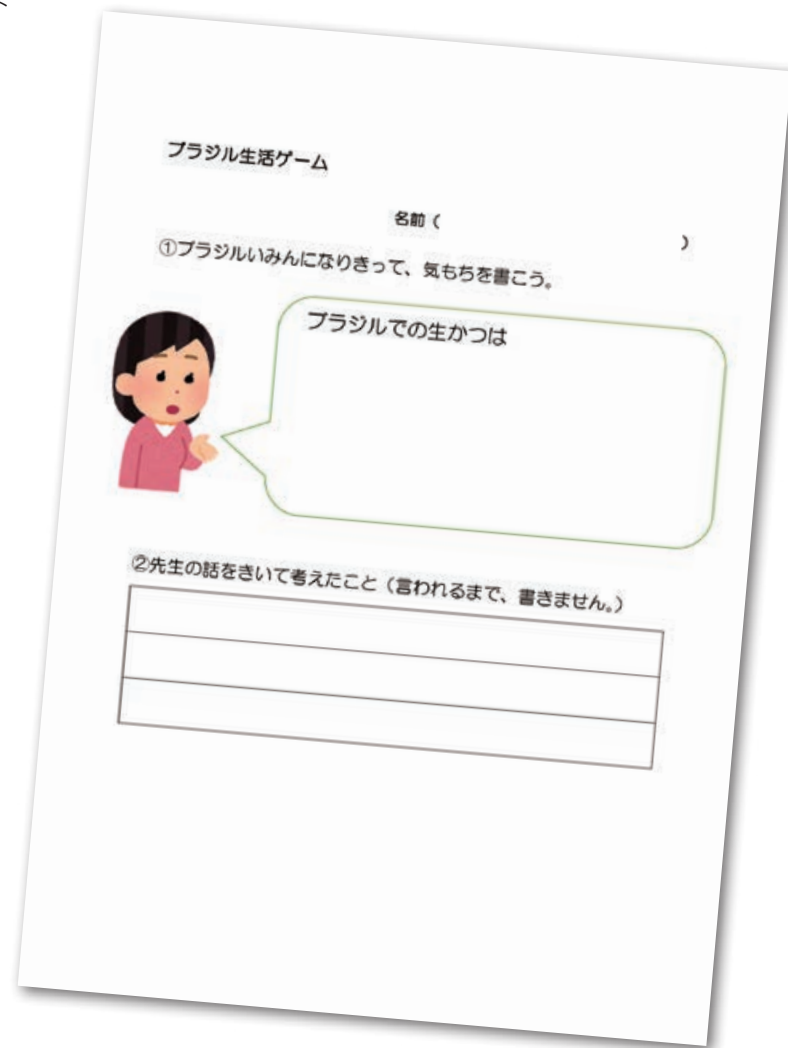 ブラジル生活ゲーム
名前（　　　　　　　　　　）
①ブラジルいみんになりきって、気もちを書こう。
ブラジルでの生かつは
②先生の話をきいて考えたこと（言われるまで、書きません。）